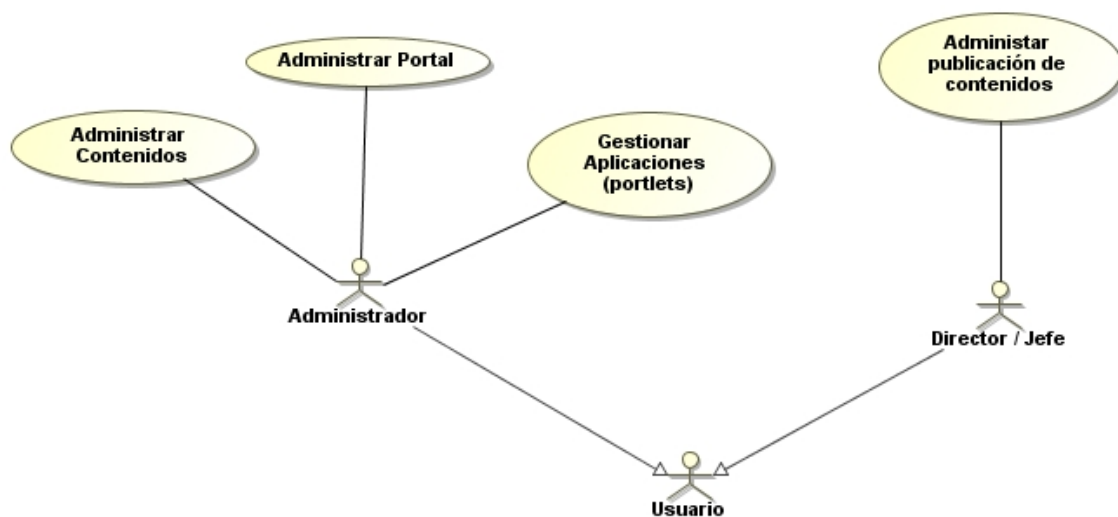 Administrar Portal
Administar
publicación de
contenidos
Administrar
Contenidos
Gestionar
Aplicaciones
(portlets)
Administrador
Director / Jefe
Usuario